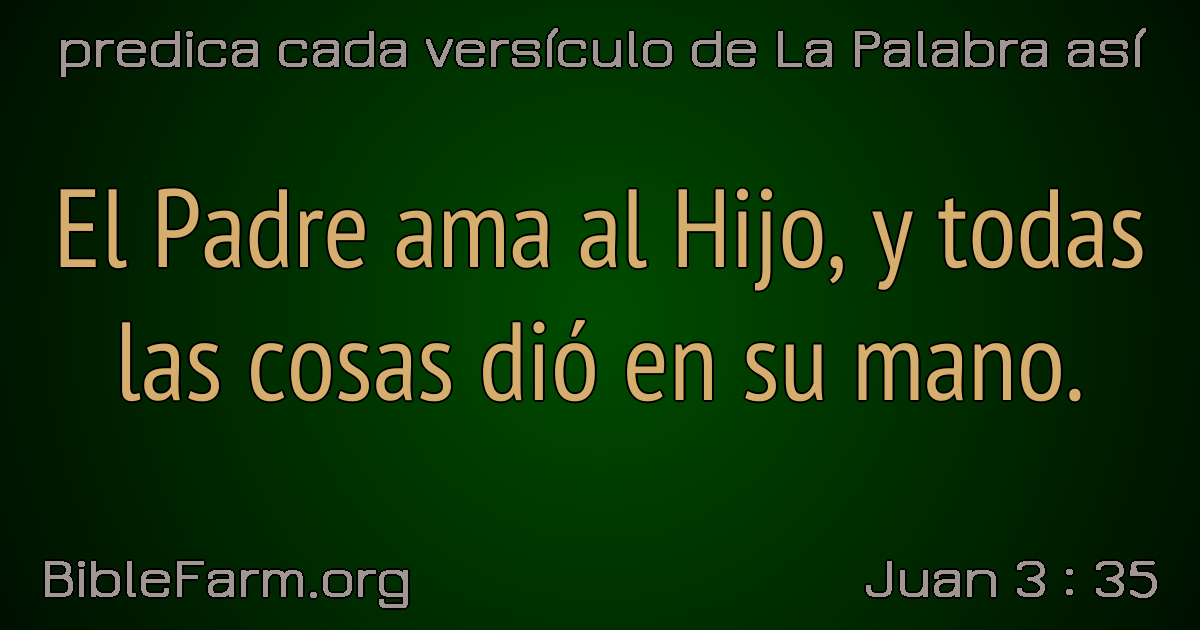 predica cada versículo de La Palabra así
El Padre ama al Hijo, y todas
las cosas dió en su mano.
BibleFarm.org
Juan 3 : 35